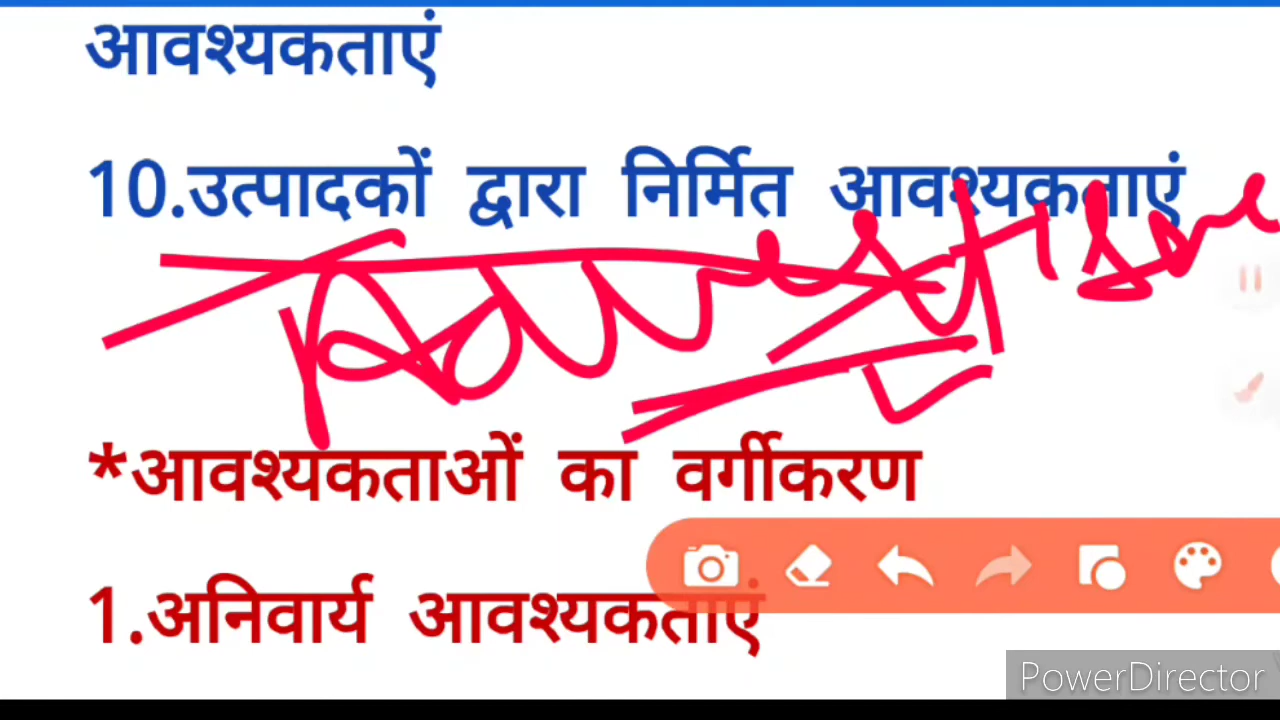 आवश्यकताएं
10.उत्पादकों द्वारा निर्मित आवश्यकताएं
*आवश्यकताओं का वर्गीकरण
1.अनिवार्य आवश्यकताएं
PowerDirector